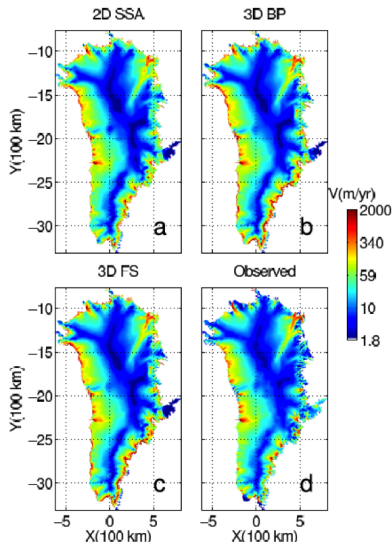 2D SSA
3D BP
−10
−15
−20
−25
−30
Y(100 km)
a
b
V(m/yr)
2000
340
59
10
1.8
3D FS
Observed
−10
−15
−20
−25
−30
Y(100 km)
c
d
−5 0 5
−5 0 5
X(100 km)
X(100 km)